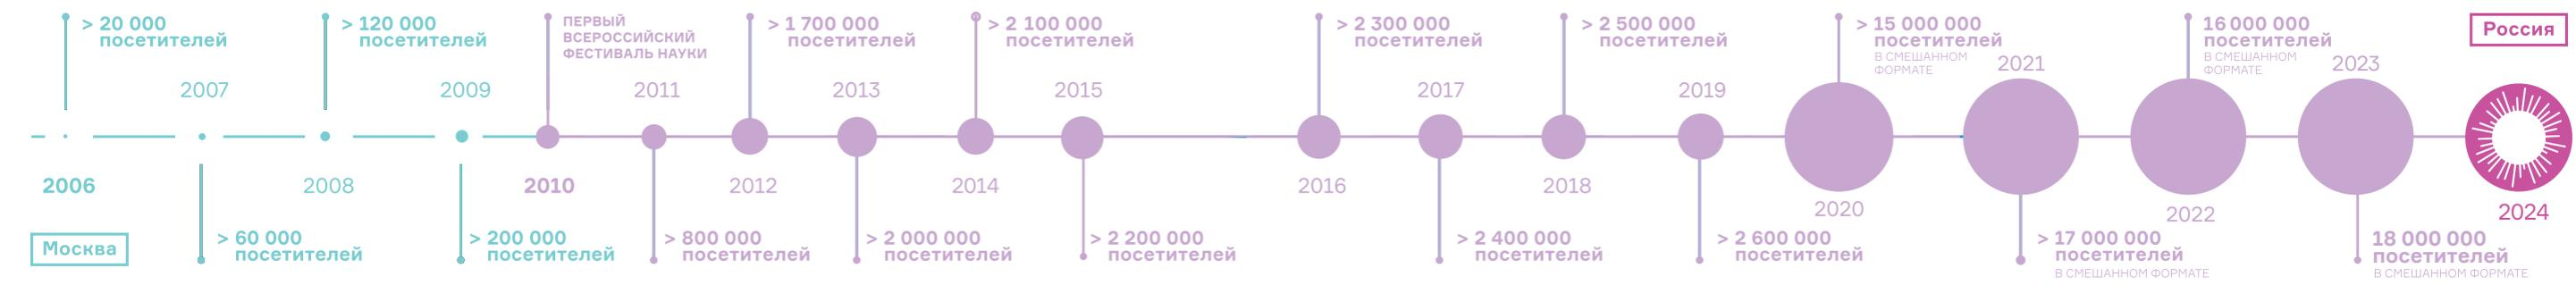 > 20 000
посетителей
> 120 000
посетителей
ПЕРВЫЙ
ВСЕРОССИЙСКИЙ
ФЕСТИВАЛЬ НАУКИ
> 1 700 000
посетителей
> 2 100 000
посетителей
> 2 300 000
посетителей
> 2 500 000
посетителей
> 15 000 000
посетителей
В СМЕШАННОМ
ФОРМАТЕ
16 000 000
посетителей
В СМЕШАННОМ
ФОРМАТЕ
Россия
2007
2009
2011
2013
2015
2017
2019
2021
2023
2006
2008
2010
2012
2014
2016
2018
2020
2022
2024
Москва
> 60 000
посетителей
> 200 000
посетителей
> 800 000
посетителей
> 2 000 000
посетителей
> 2 200 000
посетителей
> 2 400 000
посетителей
> 2 600 000
посетителей
> 17 000 000
посетителей
В СМЕШАННОМ ФОРМАТЕ
18 000 000
посетителей
В СМЕШАННОМ ФОРМАТЕ